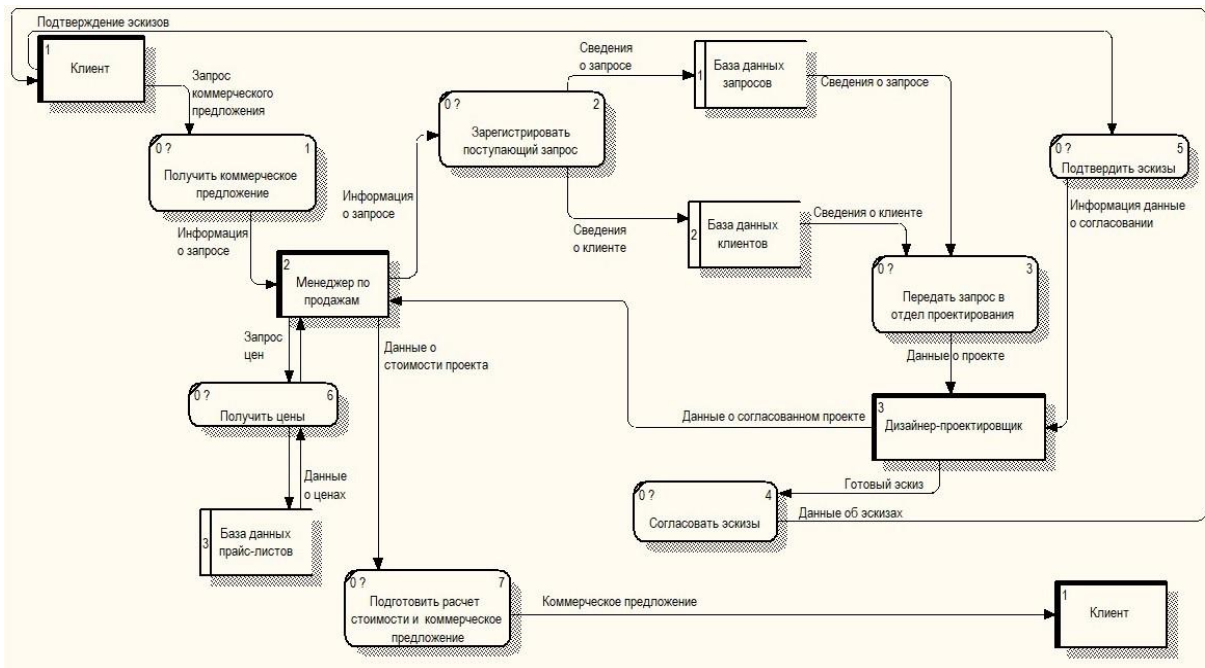 Подтверждение эскизов
1
Клиент
Запрос
коммерческого
предложения
0 ?
1
Получить коммерческое
предложение
Информация
о запросе
2
Менеджер по
продажам
Информация
о запросе
0 ?
2
Зарегистрировать
поступающий запрос
Сведения
о запросе
1
База данных
запросов
Сведения о запросе
Сведения
о клиенте
2
База данных
клиентов
Сведения о клиенте
0 ?
5
Подтвердить эскизы
Информация данные
о согласовании
0 ?
3
Передать запрос в
отдел проектирования
Данные о проекте
3
Дизайнер-проектировщик
Данные о согласованном проекте
Готовый эскиз
0 ?
4
Согласовать эскизы
Данные об эскизах
Запрос
цен
Данные о
стоимости проекта
0 ?
6
Получить цены
Данные
о ценах
3
База данных
прайс-листов
0 ?
7
Подготовить расчет
стоимости и коммерческое
предложение
Коммерческое предложение
1
Клиент